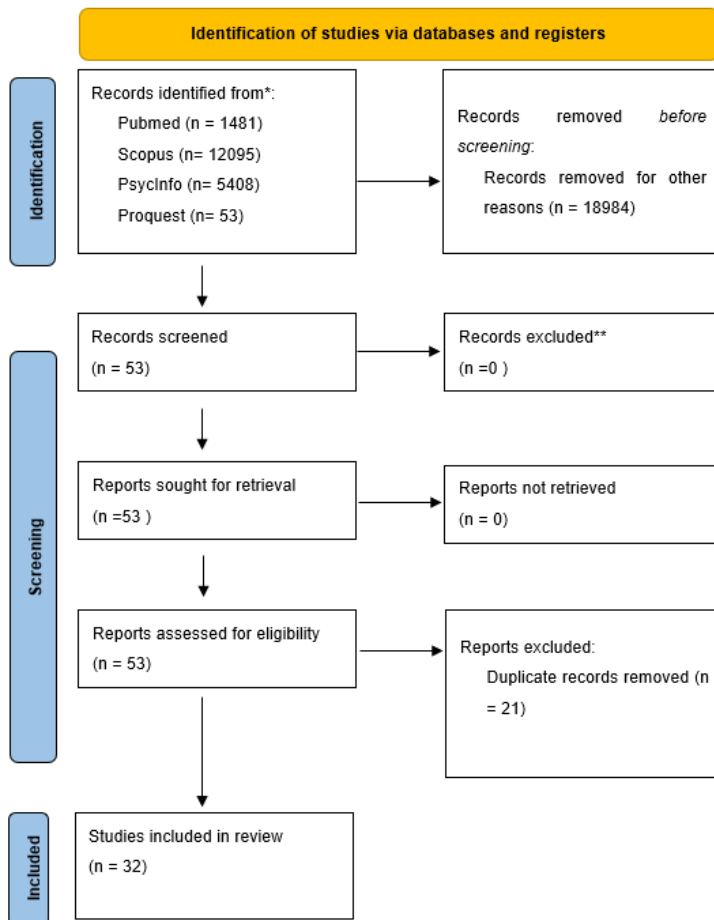 Identification of studies via databases and registers
Identification
Records identified from*:
Pubmed (n = 1481)
Scopus (n= 12095)
PsycInfo (n= 5408)
Proquest (n= 53)
Records removed before
screening:
Records removed for other
reasons (n = 18984)
Screening
Records screened
(n = 53)
Records excluded**
(n =0 )
Reports sought for retrieval
(n =53 )
Reports not retrieved
(n = 0)
Reports assessed for eligibility
(n = 53)
Reports excluded:
Duplicate records removed (n
= 21)
Included
Studies included in review
(n = 32)